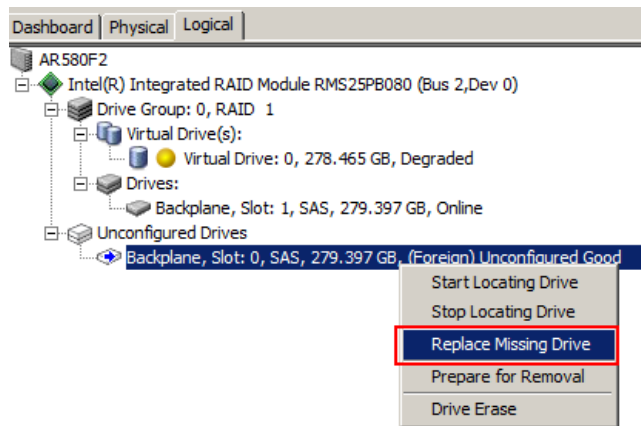 Dashboard Physical Logical
AR580F2
Intel(R) Integrated RAID Module RMS25PB080 (Bus 2,Dev 0)
Drive Group: 0, RAID 1
Virtual Drive(s):
Virtual Drive: 0, 278.465 GB, Degraded
Drives:
Backplane, Slot: 1, SAS, 279.397 GB, Online
Unconfigured Drives
Backplane, Slot: 0, SAS, 279.397 GB, (Foreign) Unconfigured Good
Start Locating Drive
Stop Locating Drive
Replace Missing Drive
Prepare for Removal
Drive Erase